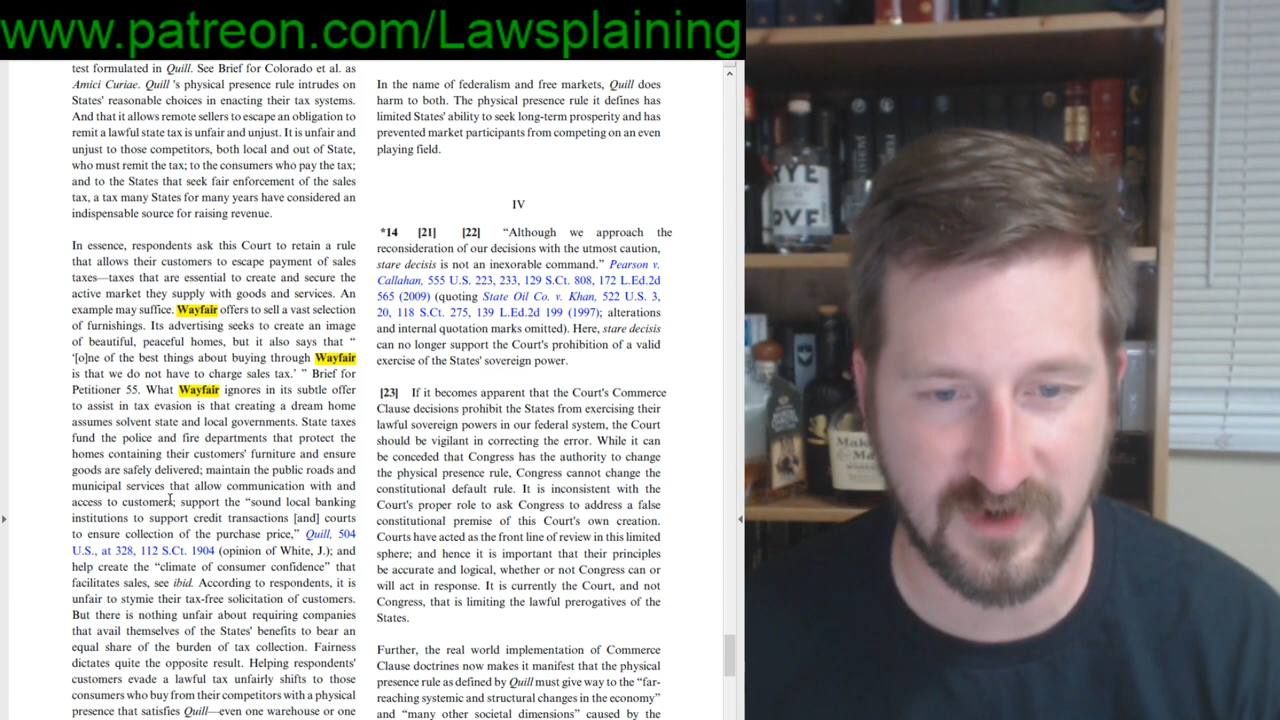 www.patreon.com/Lawsplaining
test formulated in Quill. See Brief for Colorado et al. as
Amici Curiae. Quill 's physical presence rule intrudes on
States' reasonable choices in enacting their tax systems.
And that it allows remote sellers to escape an obligation to
remit a lawful state tax is unfair and unjust. It is unfair and
unjust to those competitors, both local and out of State,
who must remit the tax; to the consumers who pay the tax;
and to the States that seek fair enforcement of the sales
tax, a tax many States for many years have considered an
indispensable source for raising revenue.
In essence, respondents ask this Court to retain a rule
that allows their customers to escape payment of sales
taxes—taxes that are essential to create and secure the
active market they supply with goods and services. An
example may suffice. Wayfair offers to sell a vast selection
of furnishings. Its advertising seeks to create an image
of beautiful, peaceful homes, but it also says that “
‘[o]ne of the best things about buying through Wayfair
is that we do not have to charge sales tax.’ ” Brief for
Petitioner 55. What Wayfair ignores in its subtle offer
to assist in tax evasion is that creating a dream home
assumes solvent state and local governments. State taxes
fund the police and fire departments that protect the
homes containing their customers' furniture and ensure
goods are safely delivered; maintain the public roads and
municipal services that allow communication with and
access to customers; support the “sound local banking
institutions to support credit transactions [and] courts
to ensure collection of the purchase price,” Quill, 504
U.S., at 328, 112 S.Ct. 1904 (opinion of White, J.); and
help create the “climate of consumer confidence” that
facilitates sales, see ibid. According to respondents, it is
unfair to stymie their tax-free solicitation of customers.
But there is nothing unfair about requiring companies
that avail themselves of the States' benefits to bear an
equal share of the burden of tax collection. Fairness
dictates quite the opposite result. Helping respondents'
customers evade a lawful tax unfairly shifts to those
consumers who buy from their competitors with a physical
presence that satisfies Quill—even one warehouse or one
In the name of federalism and free markets, Quill does
harm to both. The physical presence rule it defines has
limited States' ability to seek long-term prosperity and has
prevented market participants from competing on an even
playing field.
IV
*14 [21] [22] “Although we approach the
reconsideration of our decisions with the utmost caution,
stare decisis is not an inexorable command.” Pearson v.
Callahan, 555 U.S. 223, 233, 129 S.Ct. 808, 172 L.Ed.2d
565 (2009) (quoting State Oil Co. v. Khan, 522 U.S. 3,
20, 118 S.Ct. 275, 139 L.Ed.2d 199 (1997); alterations
and internal quotation marks omitted). Here, stare decisis
can no longer support the Court's prohibition of a valid
exercise of the States' sovereign power.
[23] If it becomes apparent that the Court's Commerce
Clause decisions prohibit the States from exercising their
lawful sovereign powers in our federal system, the Court
should be vigilant in correcting the error. While it can
be conceded that Congress has the authority to change
the physical presence rule, Congress cannot change the
constitutional default rule. It is inconsistent with the
Court's proper role to ask Congress to address a false
constitutional premise of this Court's own creation.
Courts have acted as the front line of review in this limited
sphere; and hence it is important that their principles
be accurate and logical, whether or not Congress can or
will act in response. It is currently the Court, and not
Congress, that is limiting the lawful prerogatives of the
States.
Further, the real world implementation of Commerce
Clause doctrines now makes it manifest that the physical
presence rule as defined by Quill must give way to the “far-
reaching systemic and structural changes in the economy”
and “many other societal dimensions” caused by the
RYE
Make